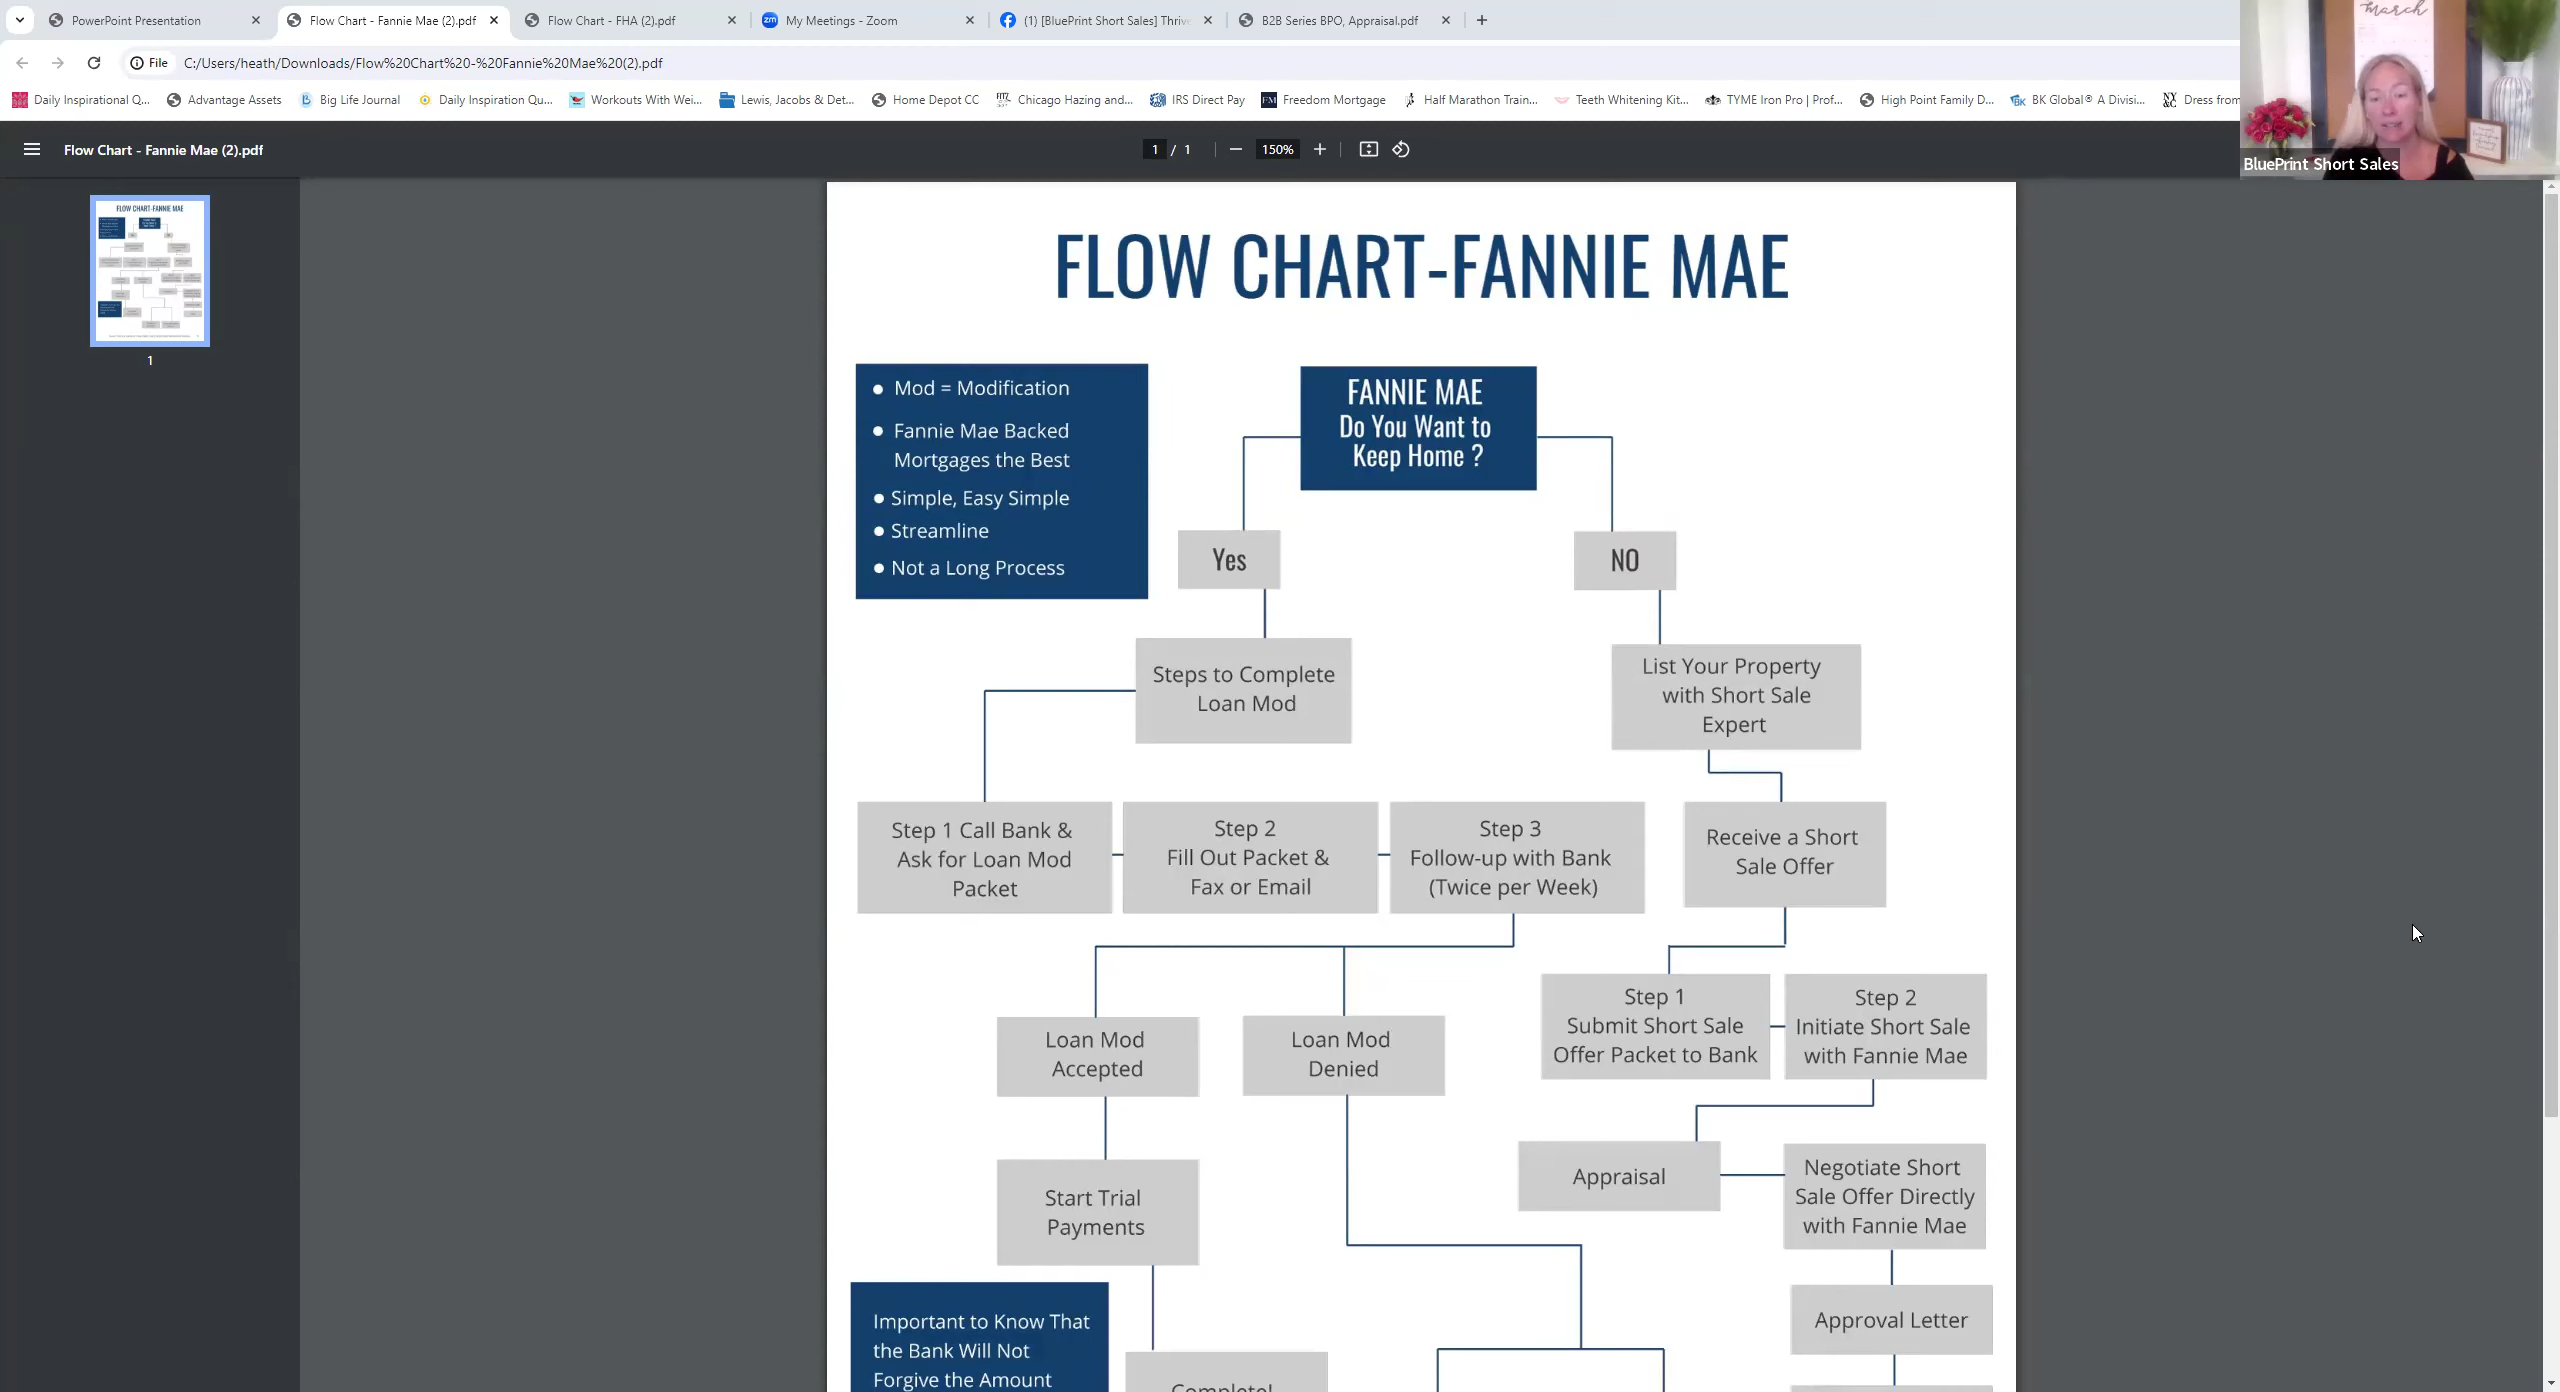 PowerPoint Presentation
Flow Chart - Fannie Mae (2).pdf
Flow Chart - FHA (2).pdf
My Meetings - Zoom
(1) [BluePrint Short Sales] Thriv
B2B Series BPO, Appraisal.pdf
File
C:/Users/heath/Downloads/Flow%20Chart%20-%20Fannie%20Mae%20(2).pdf
Daily Inspirational Q...
Advantage Assets
Big Life Journal
Daily Inspiration Qu...
Workouts With Wei...
Lewis, Jacobs & Det...
Home Depot CC
Chicago Hazing and...
IRS Direct Pay
Freedom Mortgage
Half Marathon Train...
Teeth Whitening Kit...
TYME Iron Pro | Prof...
High Point Family D...
BK Global® A Divisi...
Dress from
march
BluePrint Short Sales
Flow Chart - Fannie Mae (2).pdf
1 / 1
150%
FLOW CHART-FANNIE MAE
1
FLOW CHART-FANNIE MAE
Mod = Modification
Fannie Mae Backed
Mortgages the Best
Simple, Easy Simple
Streamline
Not a Long Process
FANNIE MAE
Do You Want to
Keep Home ?
Yes
NO
Steps to Complete
Loan Mod
List Your Property
with Short Sale
Expert
Step 1 Call Bank &
Ask for Loan Mod
Packet
Step 2
Fill Out Packet &
Fax or Email
Step 3
Follow-up with Bank
(Twice per Week)
Receive a Short
Sale Offer
Loan Mod
Accepted
Loan Mod
Denied
Step 1
Submit Short Sale
Offer Packet to Bank
Step 2
Initiate Short Sale
with Fannie Mae
Start Trial
Payments
Appraisal
Negotiate Short
Sale Offer Directly
with Fannie Mae
Approval Letter
Important to Know That
the Bank Will Not
Forgive the Amount
Complete!